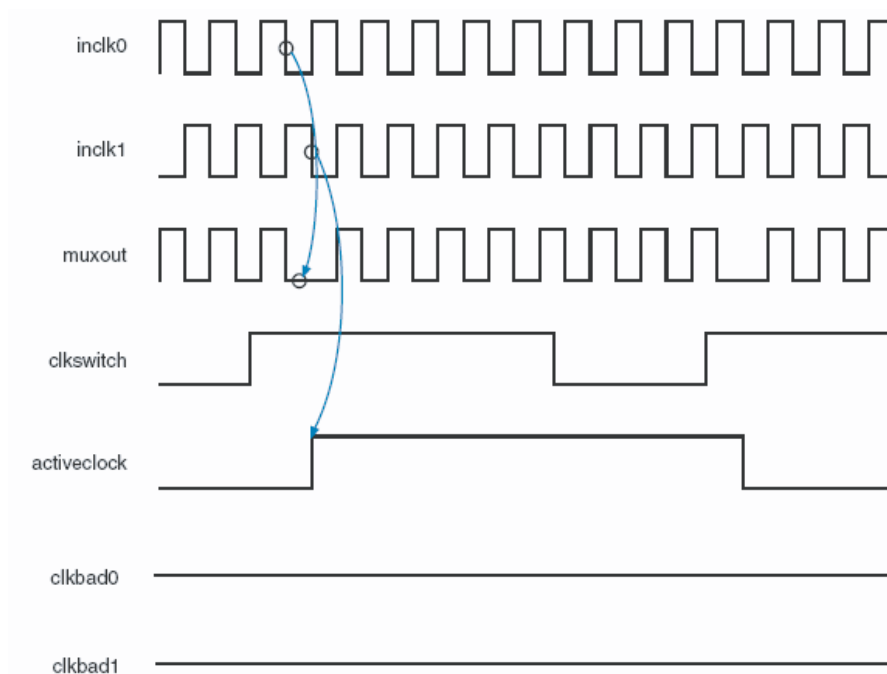 inclk0
inclk1
muxout
clkswitch
activeclock
clkbad0
clkbad1